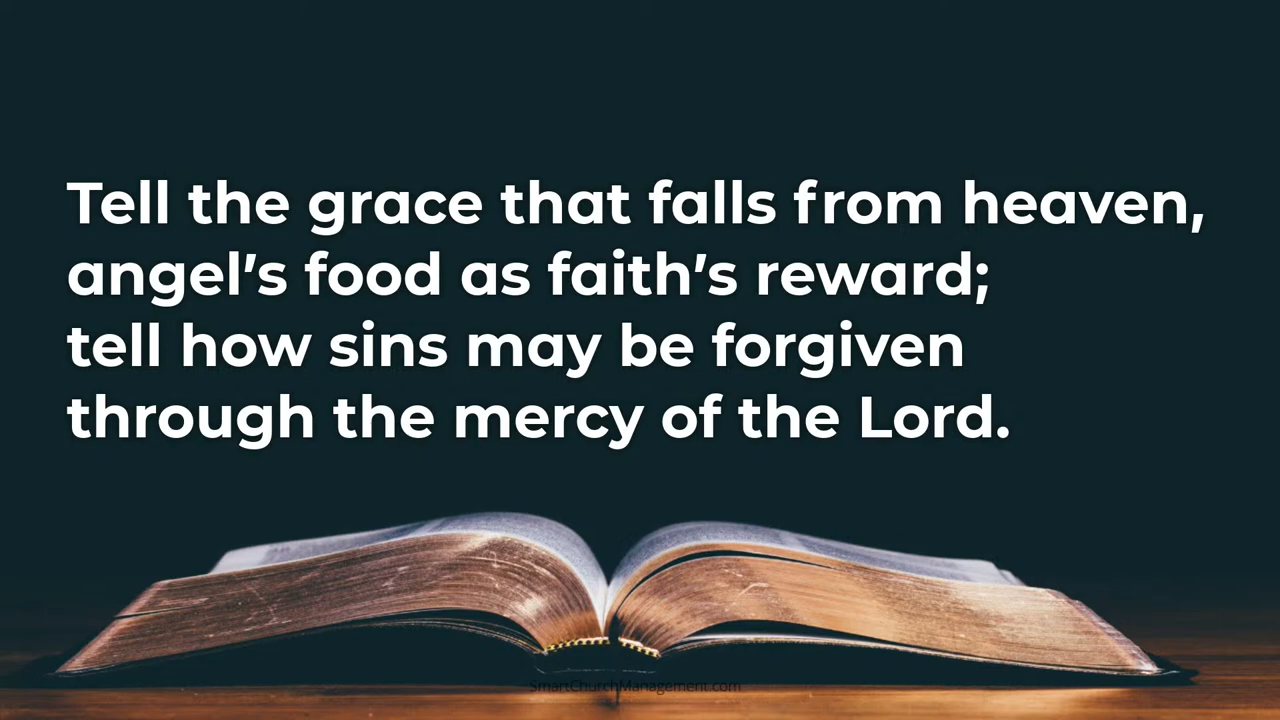 Tell the grace that falls from heaven,
angel’s food as faith’s reward;
tell how sins may be forgiven
through the mercy of the Lord.
SmartChurchManagement.com